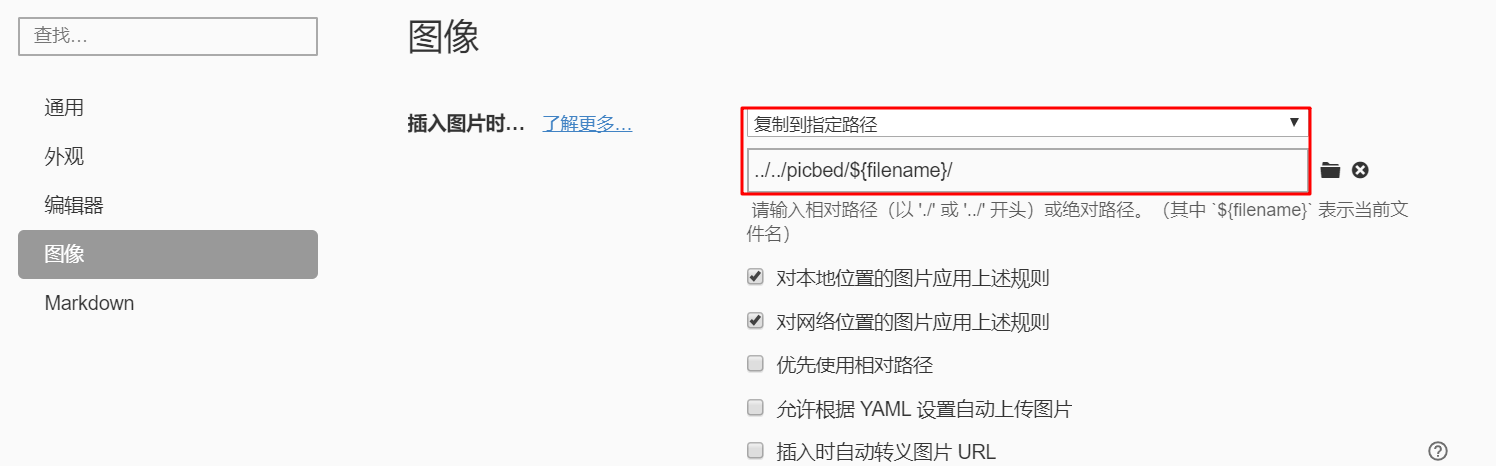 查找…
通用
外观
编辑器
图像
Markdown
图像
插入图片时… 了解更多…
复制到指定路径
../../picbed/${filename}/
请输入相对路径（以 './' 或 '../' 开头）或绝对路径。（其中 `${filename}` 表示当前文
件名）
对本地位置的图片应用上述规则
对网络位置的图片应用上述规则
优先使用相对路径
允许根据 YAML 设置自动上传图片
插入时自动转义图片 URL